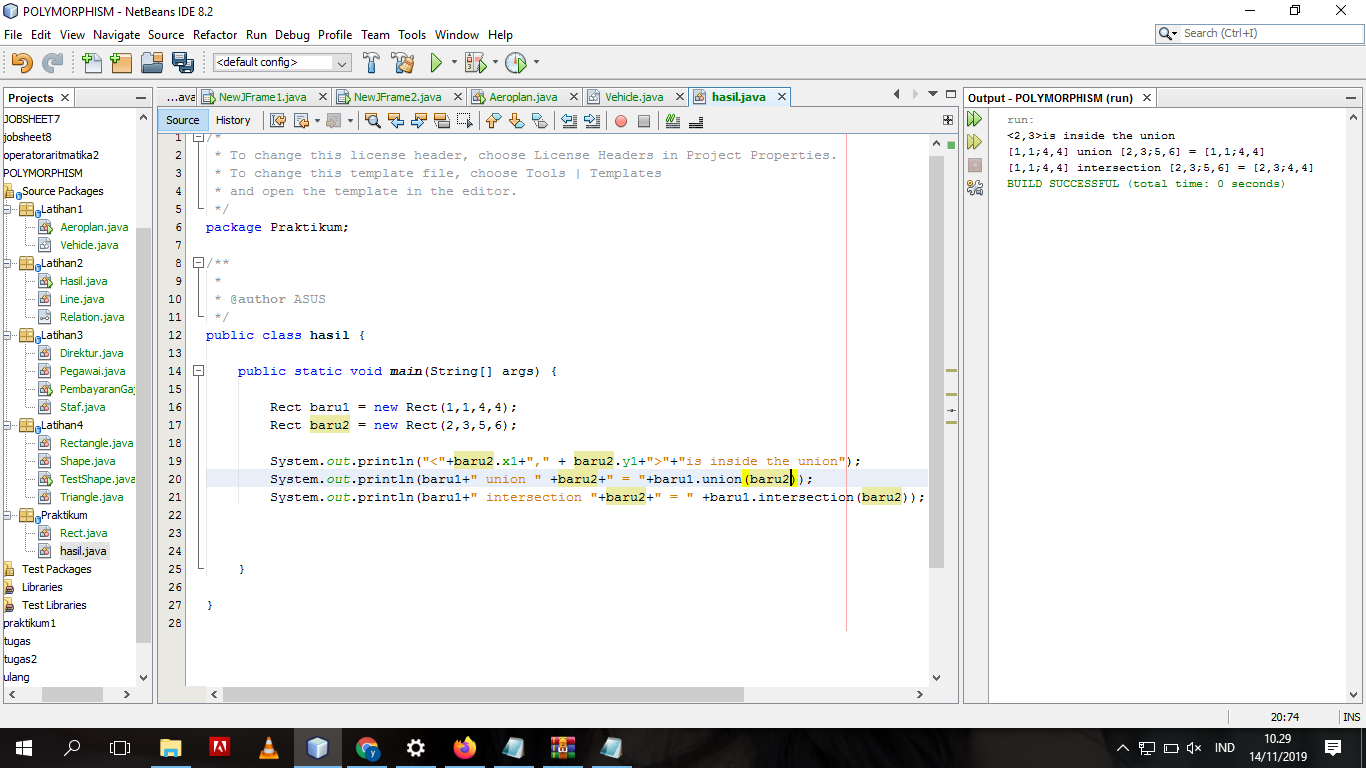 POLYMORPHISM - NetBeans IDE 8.2
File Edit View Navigate Source Refactor Run Debug Profile Team Tools Window Help
Search (Ctrl+I)
<default config>
Projects
JOBSHEET7
jobsheet8
operatoraritmatika2
POLYMORPHISM
Source Packages
Latihan1
Aeroplan.java
Vehicle.java
Latihan2
Hasil.java
Line.java
Relation.java
Latihan3
Direktur.java
Pegawai.java
PembayaranGaj
Staf.java
Latihan4
Rectangle.java
Shape.java
TestShape.java
Triangle.java
Praktikum
Rect.java
hasil.java
Test Packages
Libraries
Test Libraries
praktikum1
tugas
tugas2
ulang
...ava NewJFrame1.java NewJFrame2.java Aeroplan.java Vehicle.java hasil.java
Source History
1 /*
2 * To change this license header, choose License Headers in Project Properties.
3 * To change this template file, choose Tools | Templates
4 * and open the template in the editor.
5 */
6 package Praktikum;
7
8 /**
9 *
10 * @author ASUS
11 */
12 public class hasil {
13
14 public static void main(String[] args) {
15
16 Rect baru1 = new Rect(1,1,4,4);
17 Rect baru2 = new Rect(2,3,5,6);
18
19 System.out.println("<"+baru2.x1+"," + baru2.y1+">"+"is inside the union");
20 System.out.println(baru1+" union " +baru2+" = "+baru1.union(baru2));
21 System.out.println(baru1+" intersection "+baru2+" = " +baru1.intersection(baru2));
22
23
24
25 }
26
27 }
28
Output - POLYMORPHISM (run)
run:
<2,3>is inside the union
[1,1;4,4] union [2,3;5,6] = [1,1;4,4]
[1,1;4,4] intersection [2,3;5,6] = [2,3;4,4]
BUILD SUCCESSFUL (total time: 0 seconds)
20:74 INS
IND
10.29
14/11/2019